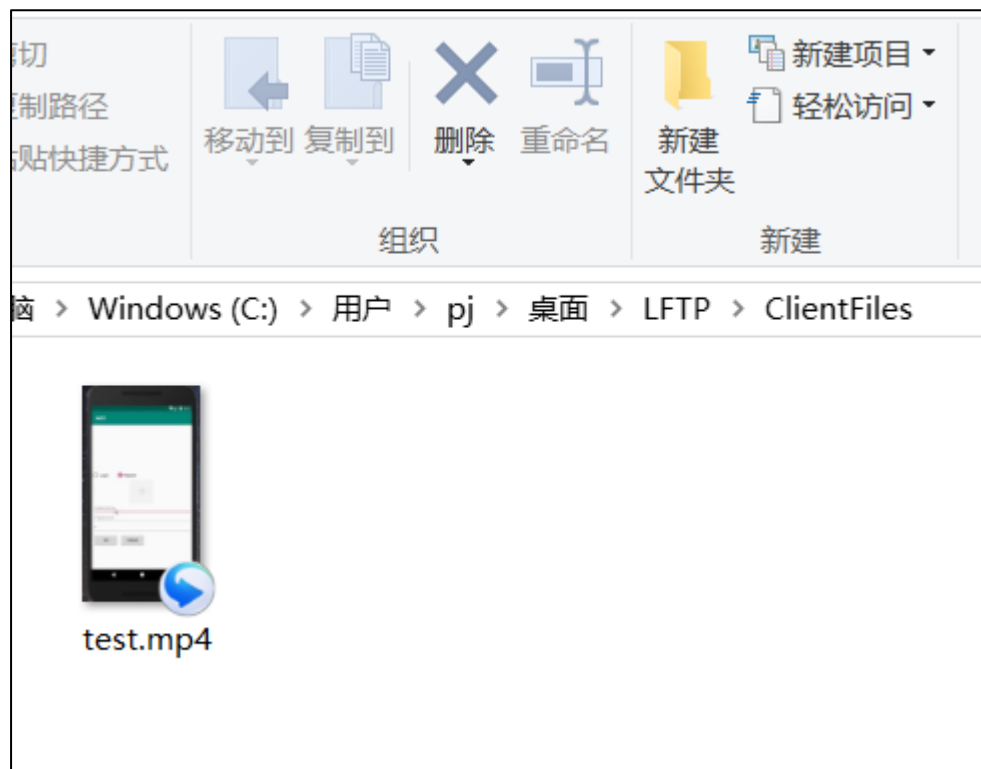 切
制路径
贴快捷方式
移动到
复制到
删除
重命名
新建
文件夹
新建项目
轻松访问
组织
新建
脑 > Windows (C:) > 用户 > pj > 桌面 > LFTP > ClientFiles
test.mp4